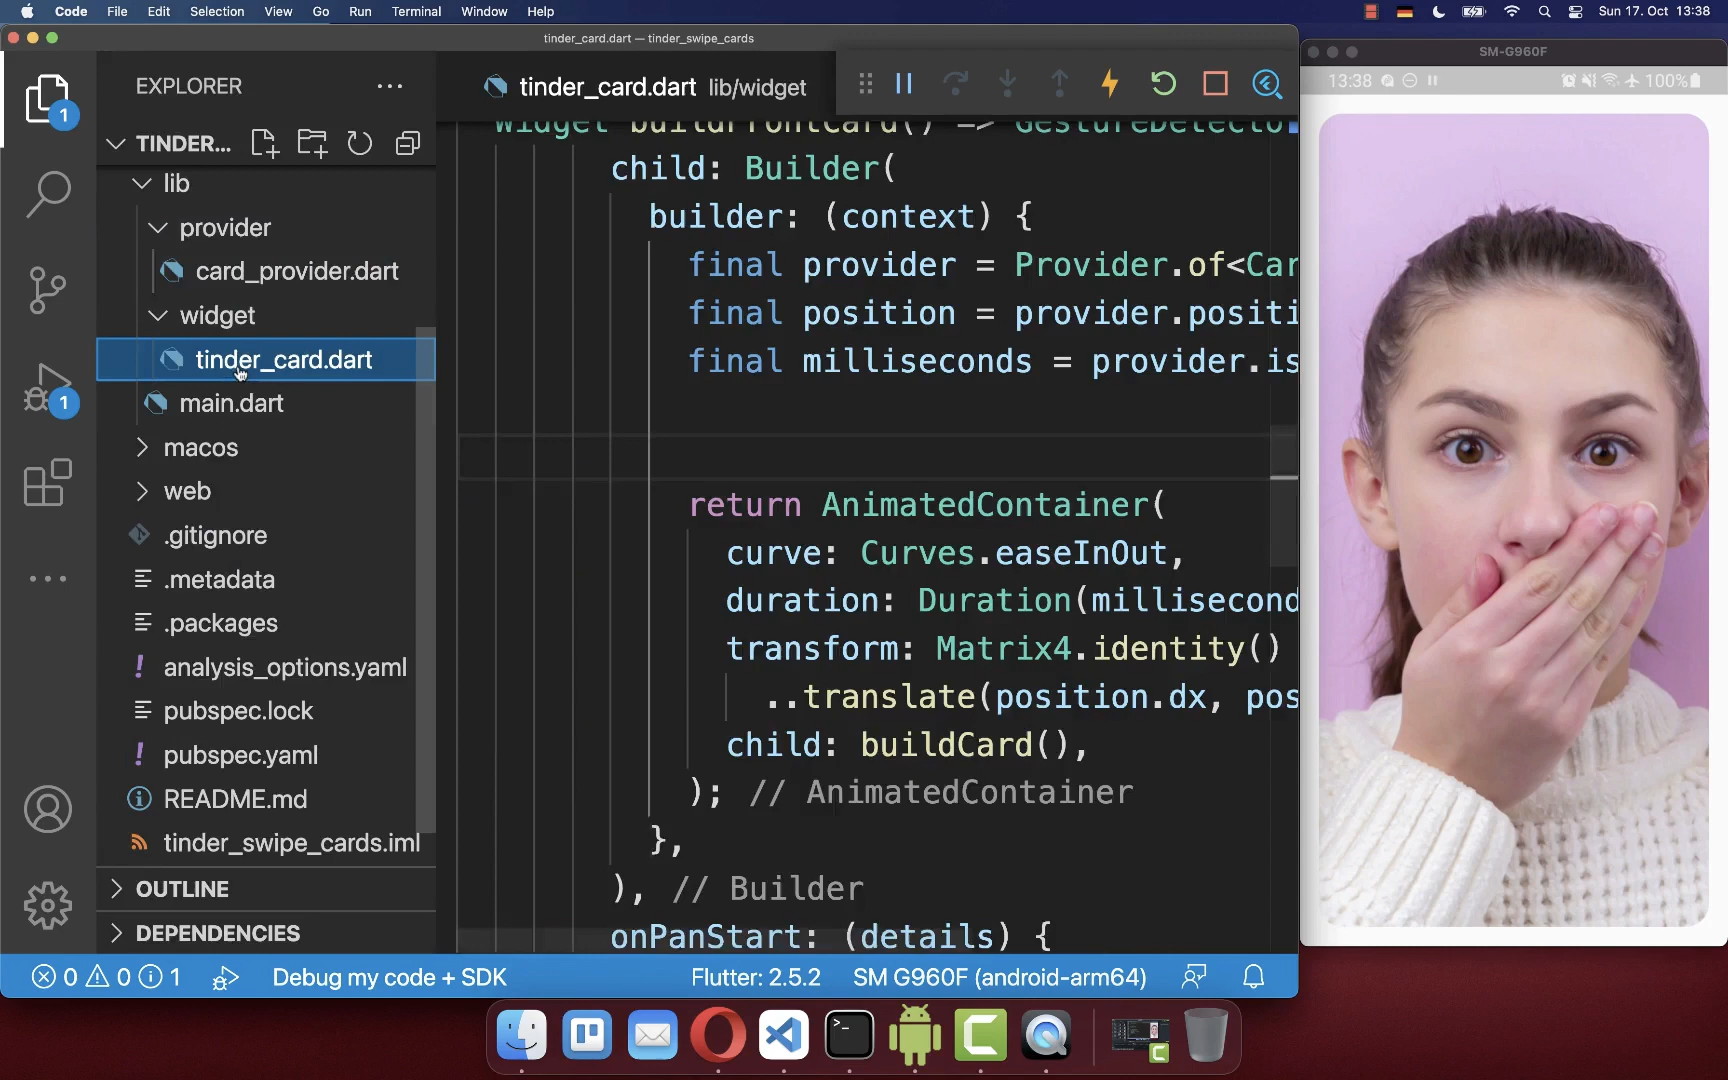 Code File Edit Selection View Go Run Terminal Window Help
Sun 17. Oct 13:38
tinder_card.dart — tinder_swipe_cards
SM-G960F
EXPLORER
tinder_card.dart lib/widget
13:38
100%
1
TINDER...
Widget buildFrontCard() => GestureDetecto
lib
child: Builder(
provider
builder: (context) {
card_provider.dart
final provider = Provider.of<Car
widget
final position = provider.positi
tinder_card.dart
final milliseconds = provider.is
1
main.dart
macos
web
return AnimatedContainer(
.gitignore
curve: Curves.easeInOut,
.metadata
duration: Duration(millisecond
.packages
transform: Matrix4.identity()
analysis_options.yaml
..translate(position.dx, pos
pubspec.lock
child: buildCard(),
pubspec.yaml
); // AnimatedContainer
README.md
},
tinder_swipe_cards.iml
OUTLINE
), // Builder
DEPENDENCIES
onPanStart: (details) {
0 0 1 Debug my code + SDK
Flutter: 2.5.2 SM G960F (android-arm64)